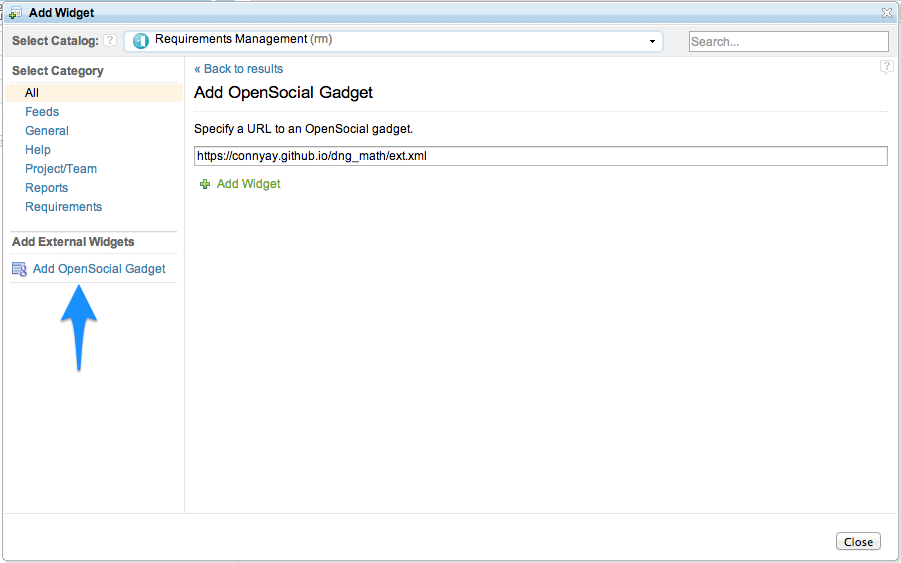 Add Widget
Select Catalog: ? Requirements Management (rm) Search...
Select Category
All
Feeds
General
Help
Project/Team
Reports
Requirements
Add External Widgets
Add OpenSocial Gadget
« Back to results
?
Add OpenSocial Gadget
Specify a URL to an OpenSocial gadget.
https://connyay.github.io/dng_math/ext.xml
Add Widget
Close